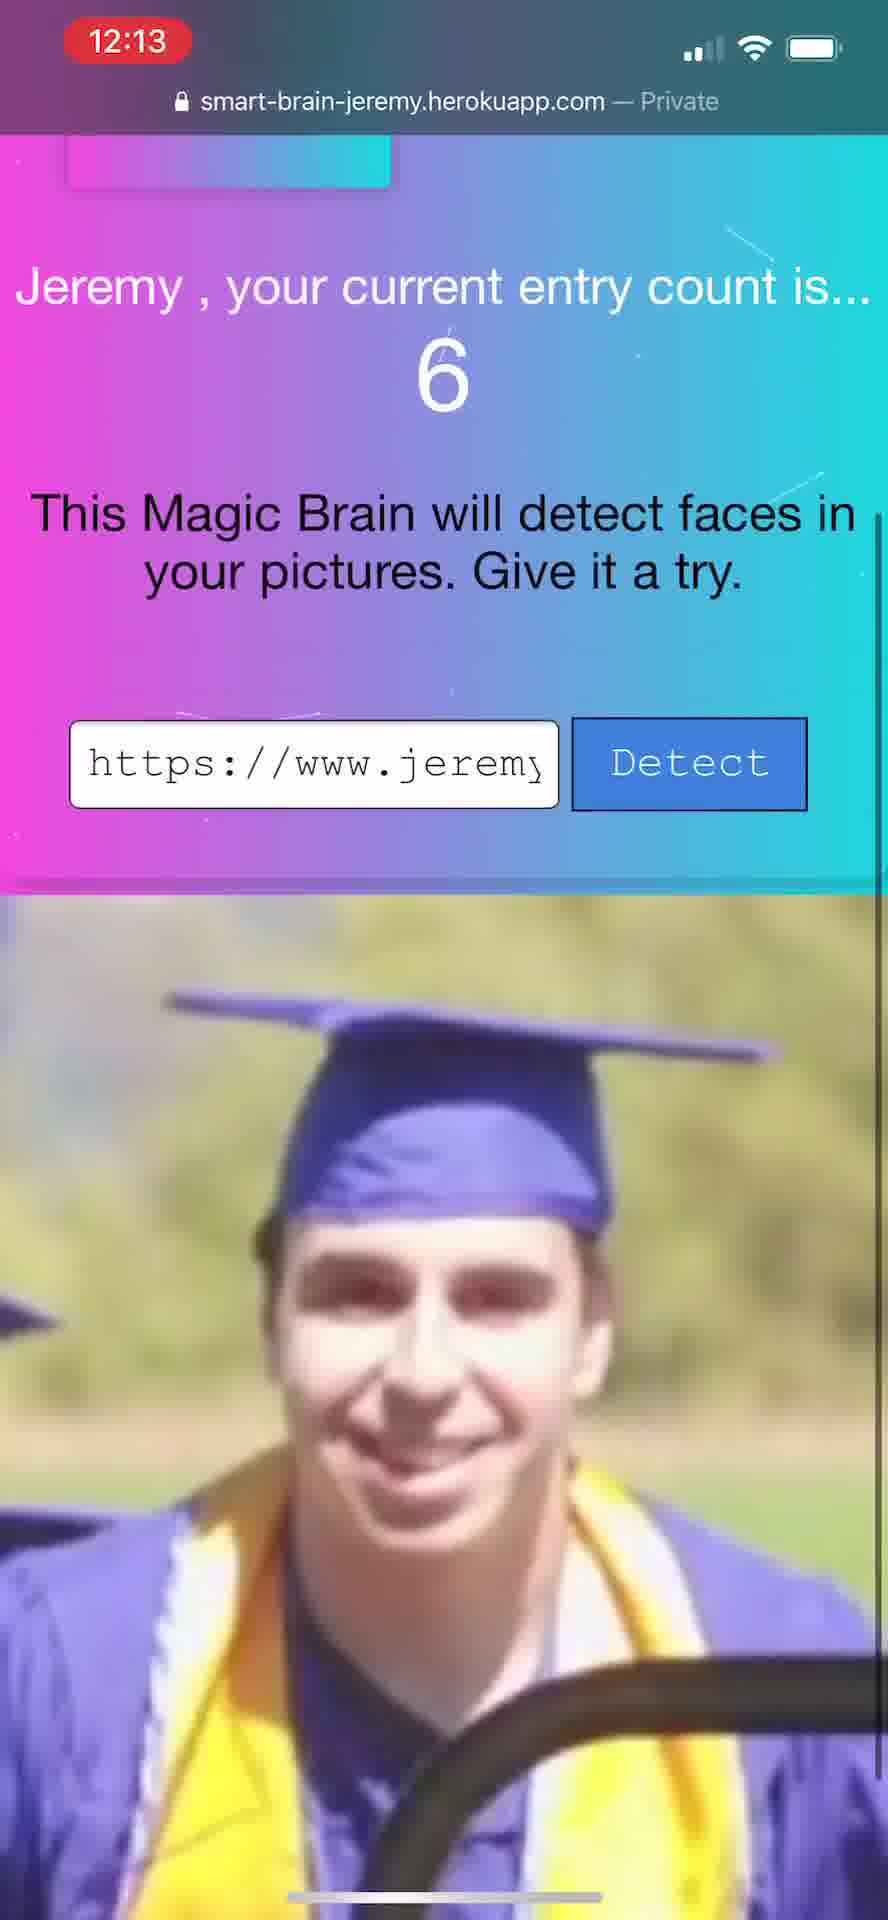 12:13
smart-brain-jeremy.herokuapp.com — Private
Jeremy , your current entry count is...
6
This Magic Brain will detect faces in
your pictures. Give it a try.
https://www.jeremy
Detect